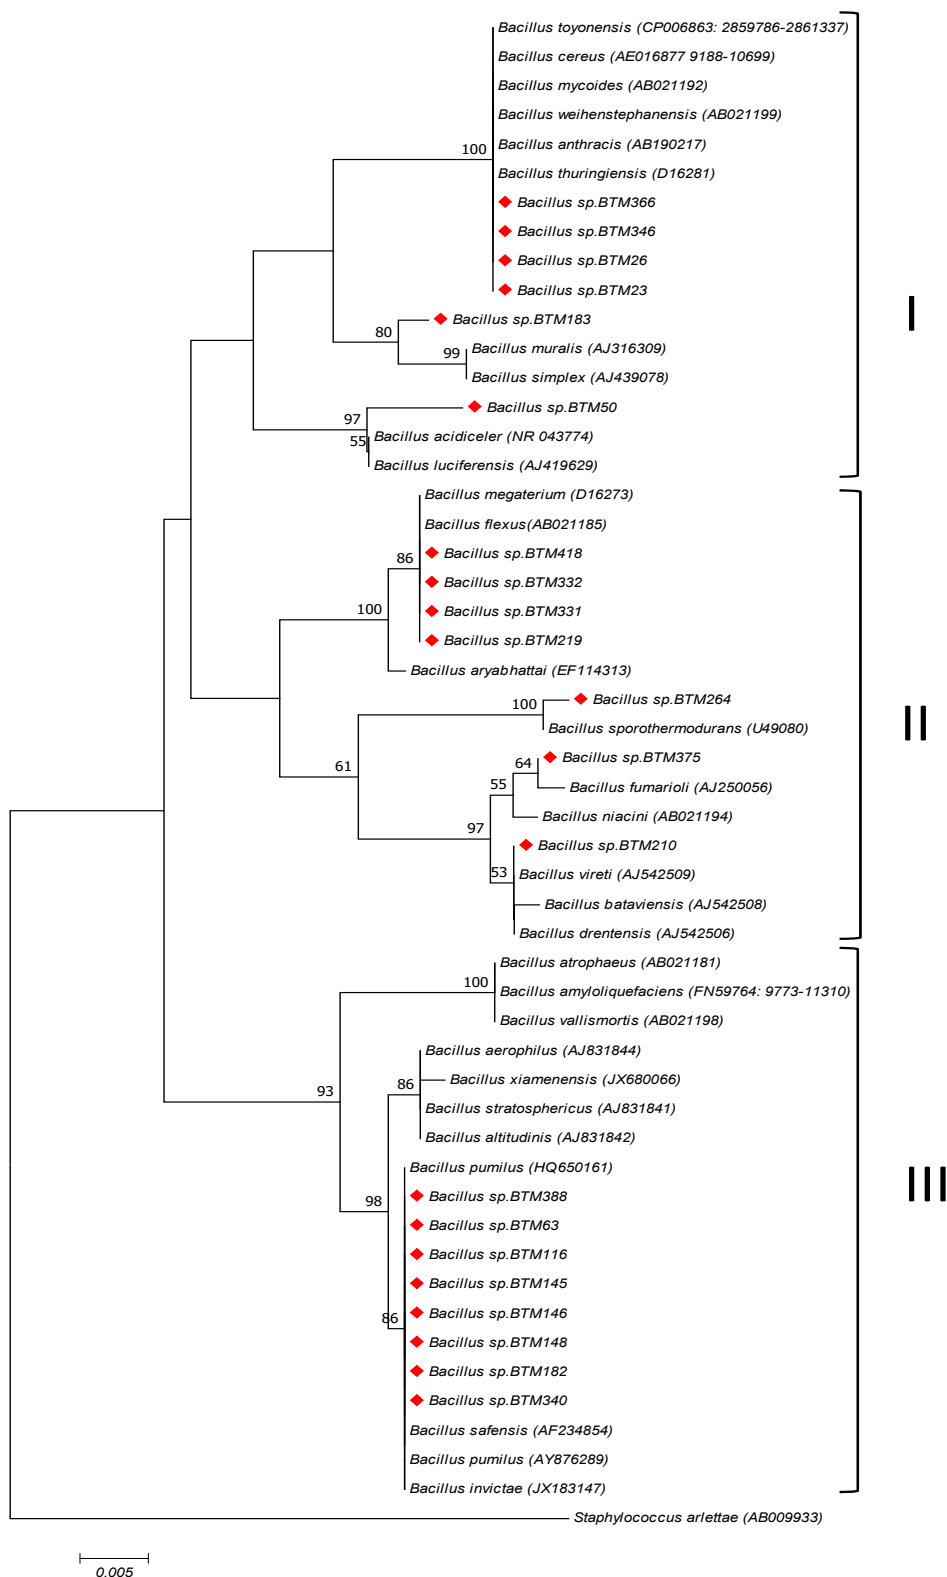 Bacillus toyonensis (CP006863: 2859786-2861337)
Bacillus cereus (AE016877 9188-10699)
Bacillus mycoides (AB021192)
Bacillus weihenstephanensis (AB021199)
Bacillus anthracis (AB190217)
100
Bacillus thuringiensis (D16281)
Bacillus sp.BTM366
Bacillus sp.BTM346
Bacillus sp.BTM26
Bacillus sp.BTM23
I
Bacillus sp.BTM183
80
Bacillus muralis (AJ316309)
99
Bacillus simplex (AJ439078)
Bacillus sp.BTM50
97
Bacillus acidiceler (NR 043774)
55
Bacillus luciferensis (AJ419629)
Bacillus megaterium (D16273)
Bacillus flexus(AB021185)
Bacillus sp.BTM418
86
Bacillus sp.BTM332
100
Bacillus sp.BTM331
Bacillus sp.BTM219
Bacillus aryabhattai (EF114313)
Bacillus sp.BTM264
100
Bacillus sporothermodurans (U49080)
II
Bacillus sp.BTM375
64
61
55
Bacillus fumarioli (AJ250056)
Bacillus niacini (AB021194)
97
Bacillus sp.BTM210
53
Bacillus vireti (AJ542509)
Bacillus bataviensis (AJ542508)
Bacillus drentensis (AJ542506)
Bacillus atrophaeus (AB021181)
100
Bacillus amyloliquefaciens (FN59764: 9773-11310)
Bacillus vallismortis (AB021198)
Bacillus aerophilus (AJ831844)
93
86
Bacillus xiamenensis (JX680066)
Bacillus stratosphericus (AJ831841)
Bacillus altitudinis (AJ831842)
Bacillus pumilus (HQ650161)
III
98
Bacillus sp.BTM388
Bacillus sp.BTM63
Bacillus sp.BTM116
Bacillus sp.BTM145
86
Bacillus sp.BTM146
Bacillus sp.BTM148
Bacillus sp.BTM182
Bacillus sp.BTM340
Bacillus safensis (AF234854)
Bacillus pumilus (AY876289)
Bacillus invictae (JX183147)
Staphylococcus arlettae (AB009933)
0.005